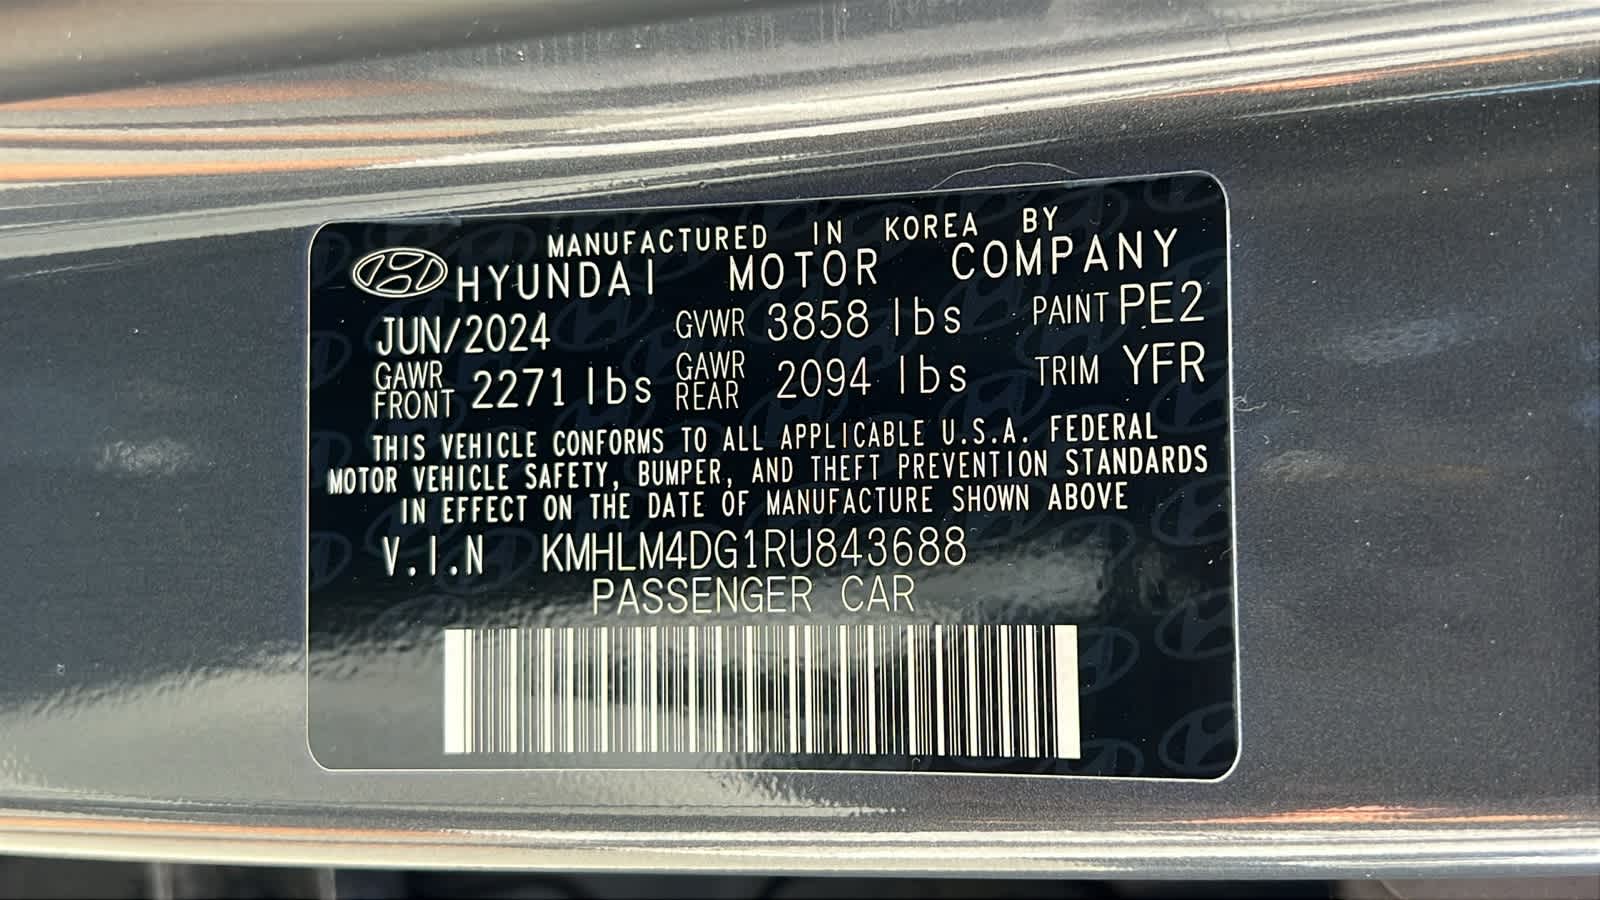 MANUFACTURED IN KOREA BY
HYUNDAI MOTOR COMPANY
JUN/2024 GVWR 3858 lbs PAINT PE2
GAWR FRONT 2271 lbs GAWR REAR 2094 lbs TRIM YFR
THIS VEHICLE CONFORMS TO ALL APPLICABLE U.S.A. FEDERAL
MOTOR VEHICLE SAFETY, BUMPER, AND THEFT PREVENTION STANDARDS
IN EFFECT ON THE DATE OF MANUFACTURE SHOWN ABOVE
V.I.N KMHLM4DG1RU843688
PASSENGER CAR